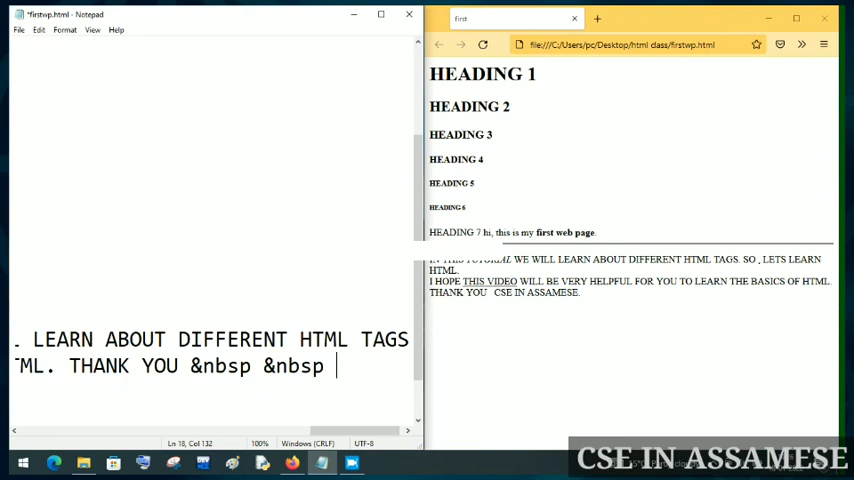 *firstwp.html - Notepad
File Edit Format View Help
. LEARN ABOUT DIFFERENT HTML TAGS
ML. THANK YOU &nbsp &nbsp
Ln 18, Col 132 100% Windows (CRLF) UTF-8
first
file:///C:/Users/pc/Desktop/html class/firstwp.html
HEADING 1
HEADING 2
HEADING 3
HEADING 4
HEADING 5
HEADING 6
HEADING 7 hi, this is my first web page.
IN THIS TUTORIAL WE WILL LEARN ABOUT DIFFERENT HTML TAGS. SO , LETS LEARN
HTML.
I HOPE THIS VIDEO WILL BE VERY HELPFUL FOR YOU TO LEARN THE BASICS OF HTML.
THANK YOU CSE IN ASSAMESE.
CSE IN ASSAMESE